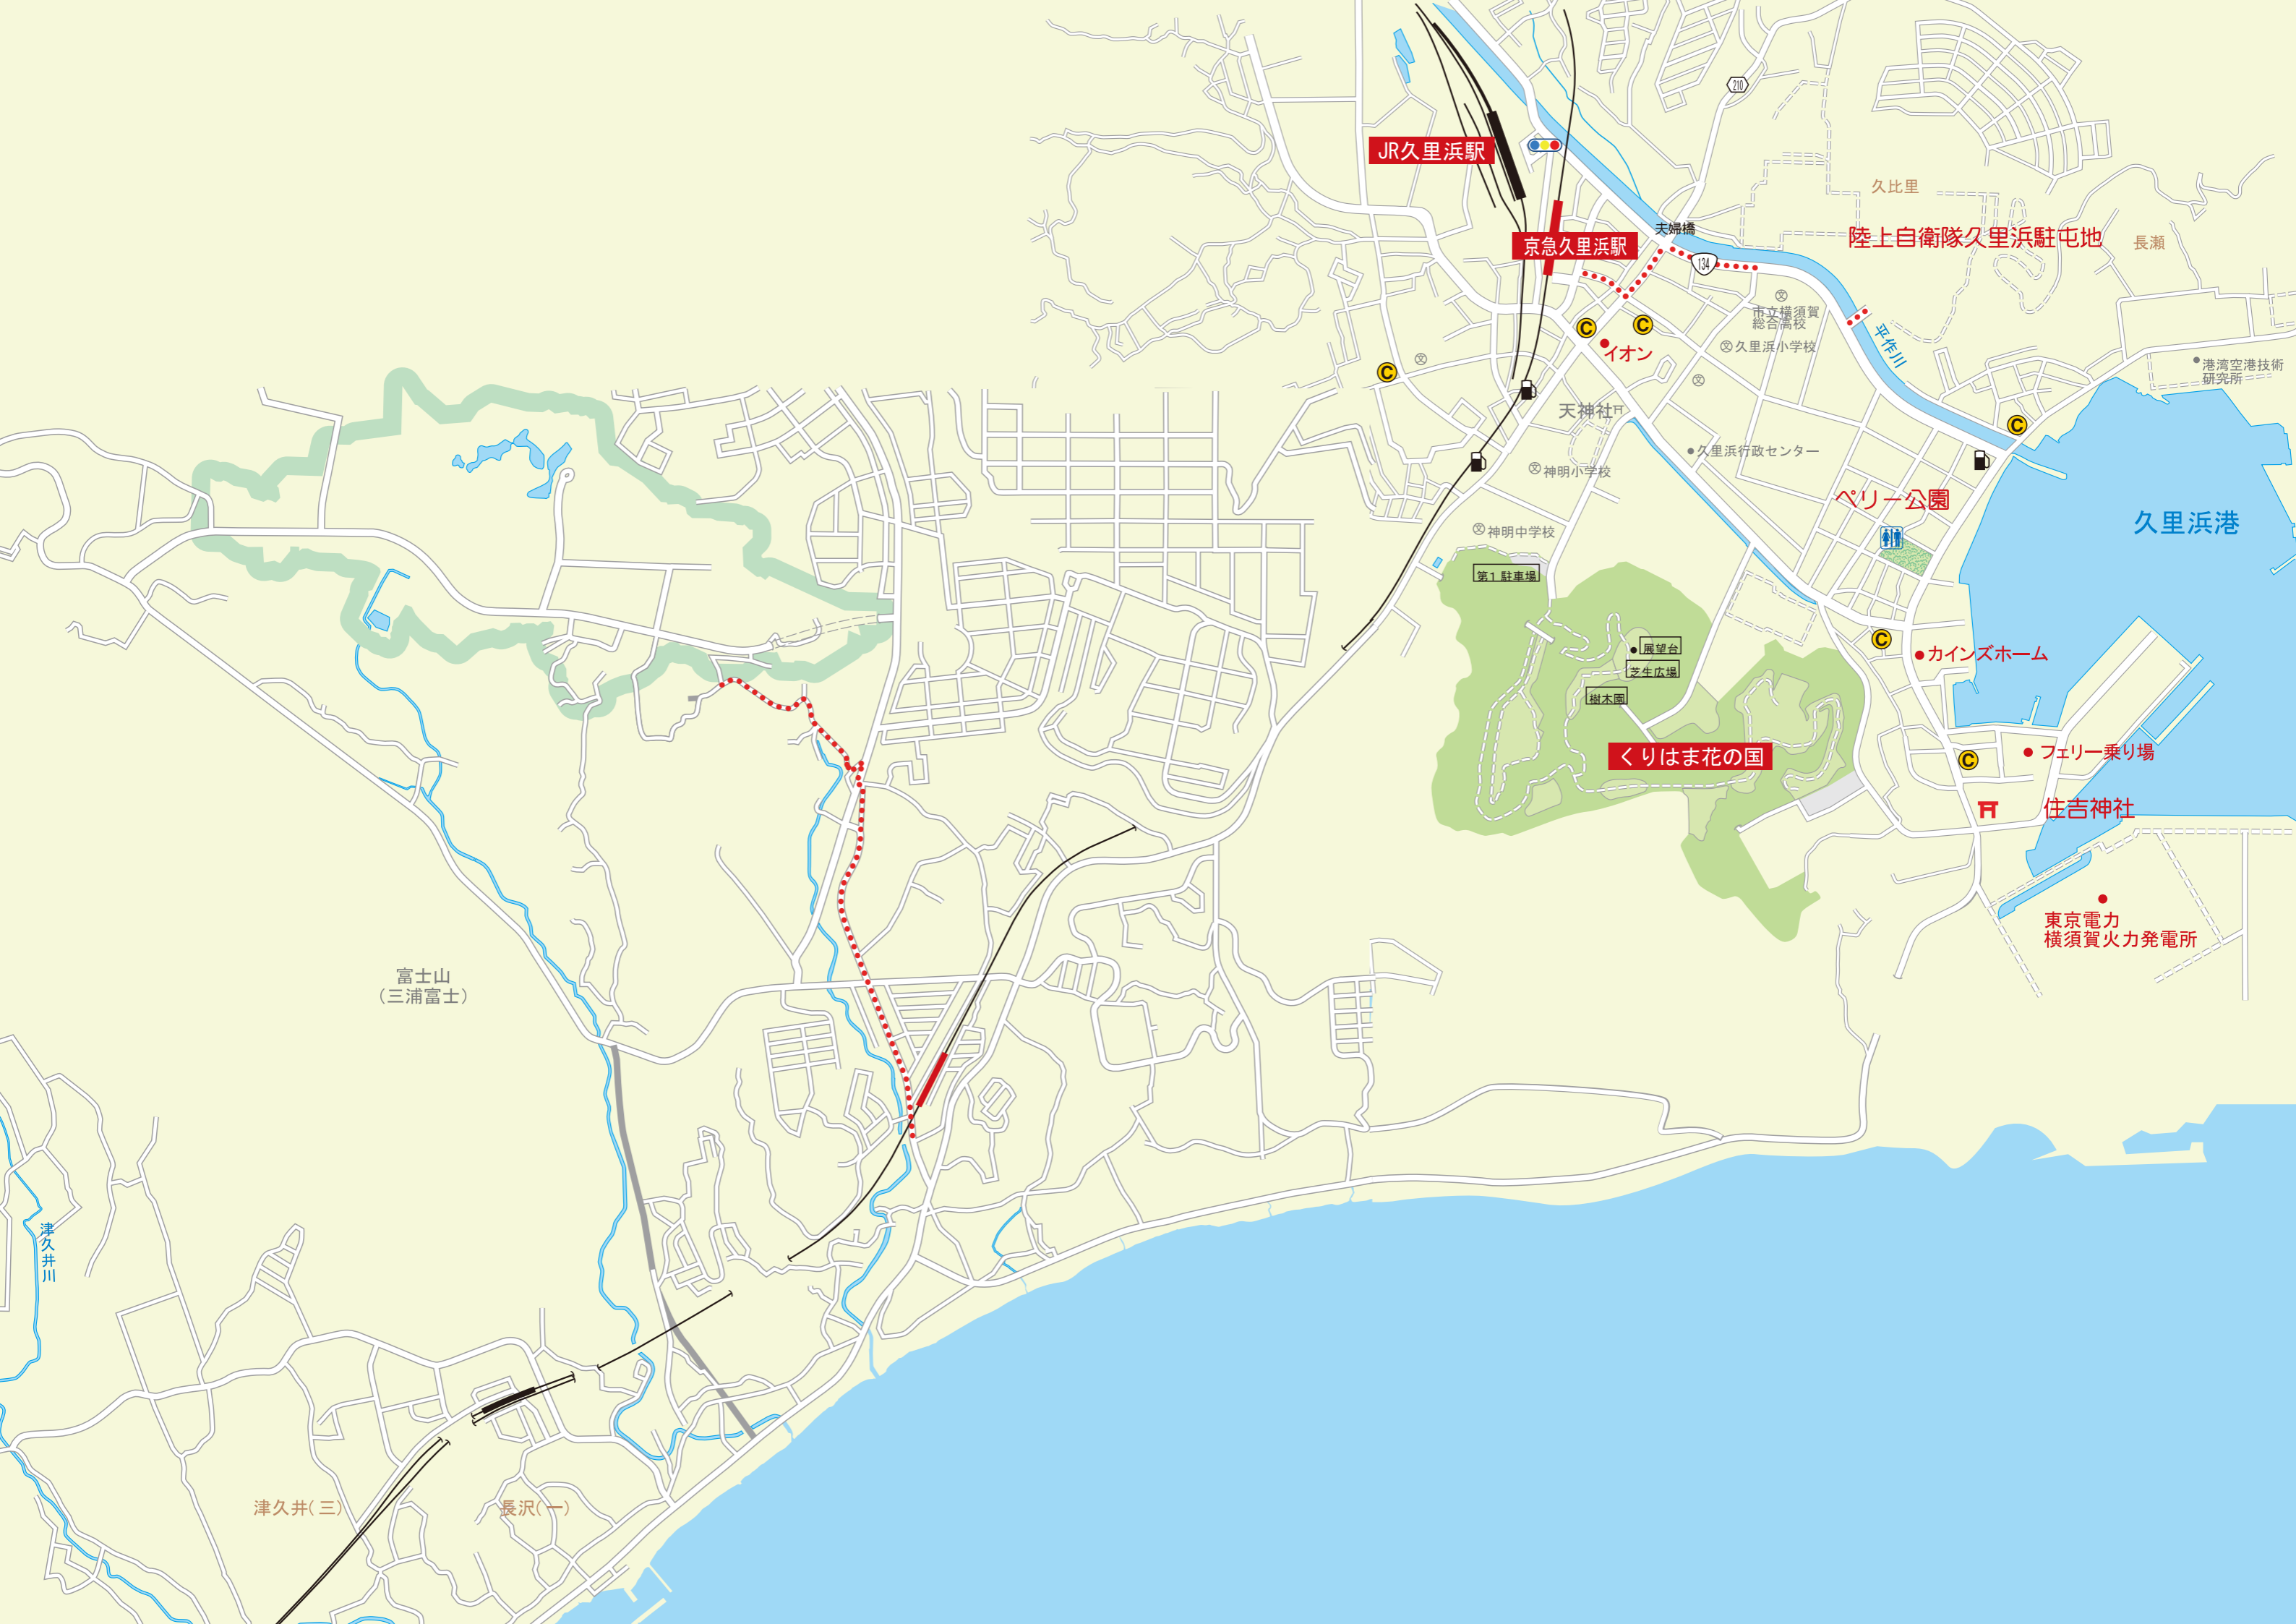 210
JR久里浜駅
久比里
夫婦橋
陸上自衛隊久里浜駐屯地
長瀬
京急久里浜駅
134
市立横須賀
総合高校
平作川
C
C
イオン
文
文
久里浜小学校
港湾空港技術
研究所
C
文
文
天神社
C
久里浜行政センター
文
神明小学校
ペリー公園
久里浜港
文
神明中学校
第1 駐車場
展望台
芝生広場
樹木園
C
カインズホーム
くりはま花の国
フェリー乗り場
C
住吉神社
東京電力
横須賀火力発電所
富士山
(三浦富士)
津久井川
津久井(三)
長沢(一)